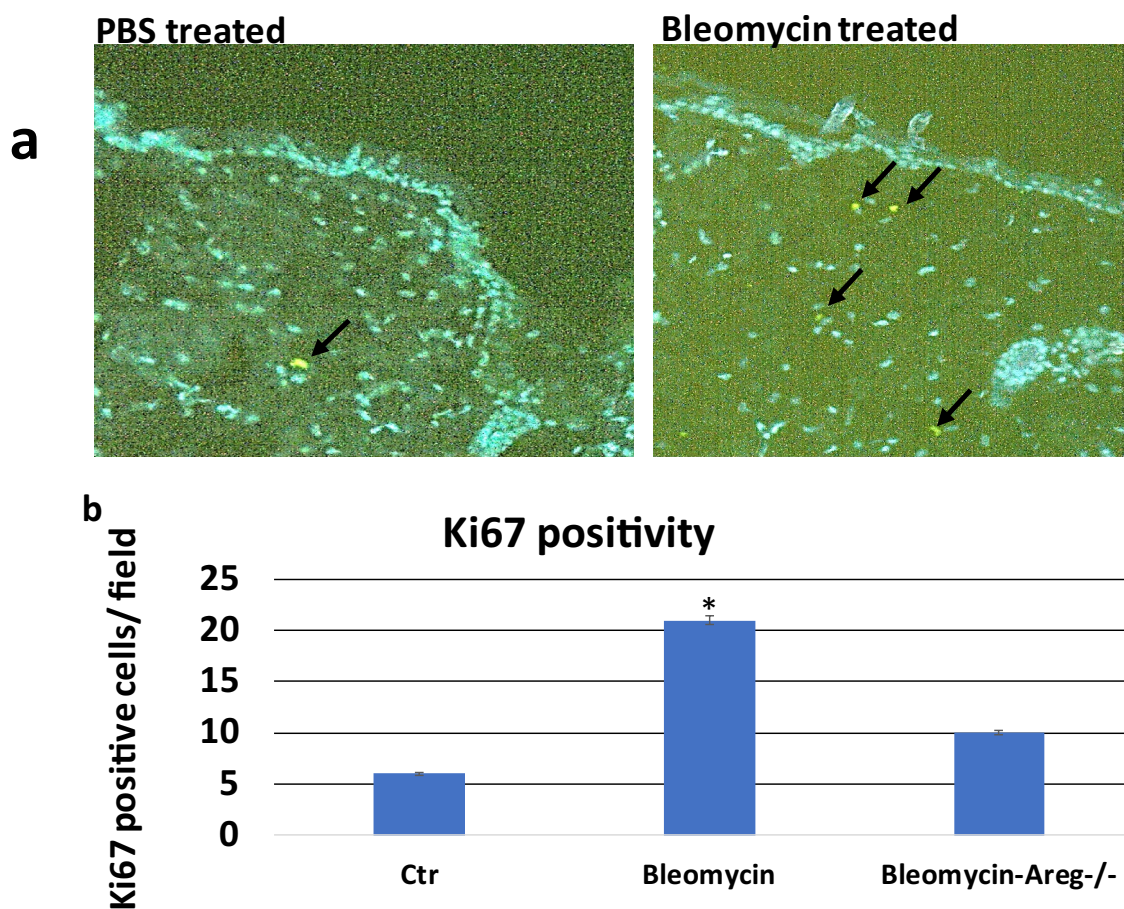 PBS treated
Bleomycin treated
a
b
Ki67 positivity
Ki67 positive cells/ field
25
20
15
10
5
0
*
Ctr
Bleomycin
Bleomycin-Areg-/-